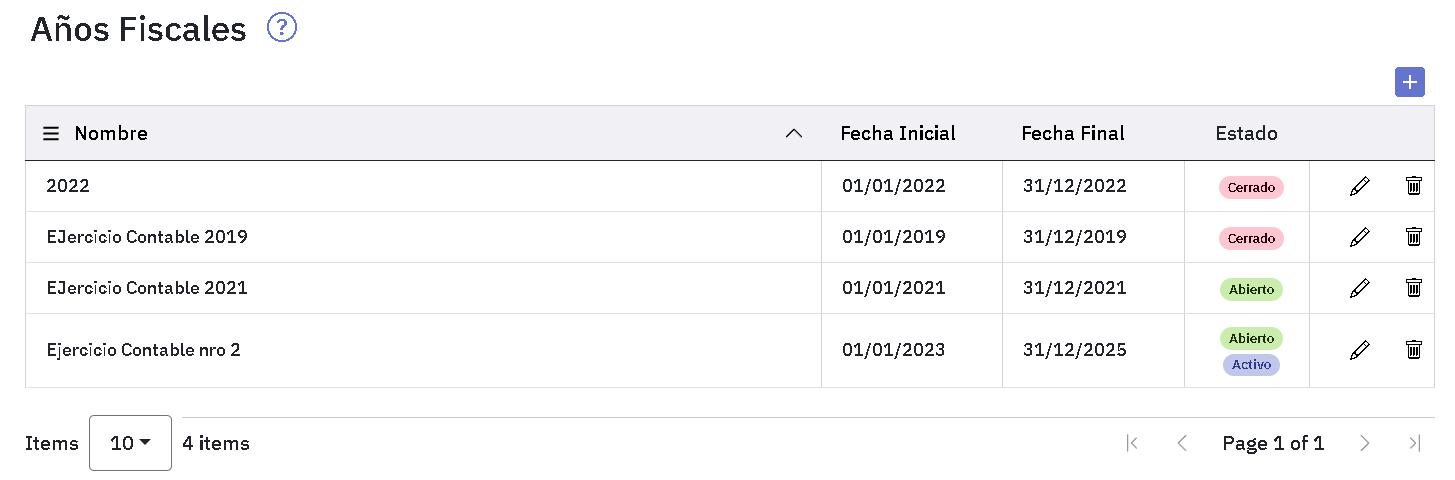 Años Fiscales ?
Nombre Fecha Inicial Fecha Final Estado
2022 01/01/2022 31/12/2022 Cerrado
EJercicio Contable 2019 01/01/2019 31/12/2019 Cerrado
EJercicio Contable 2021 01/01/2021 31/12/2021 Abierto
Ejercicio Contable nro 2 01/01/2023 31/12/2025 Abierto
Activo
Items 10 4 items Page 1 of 1